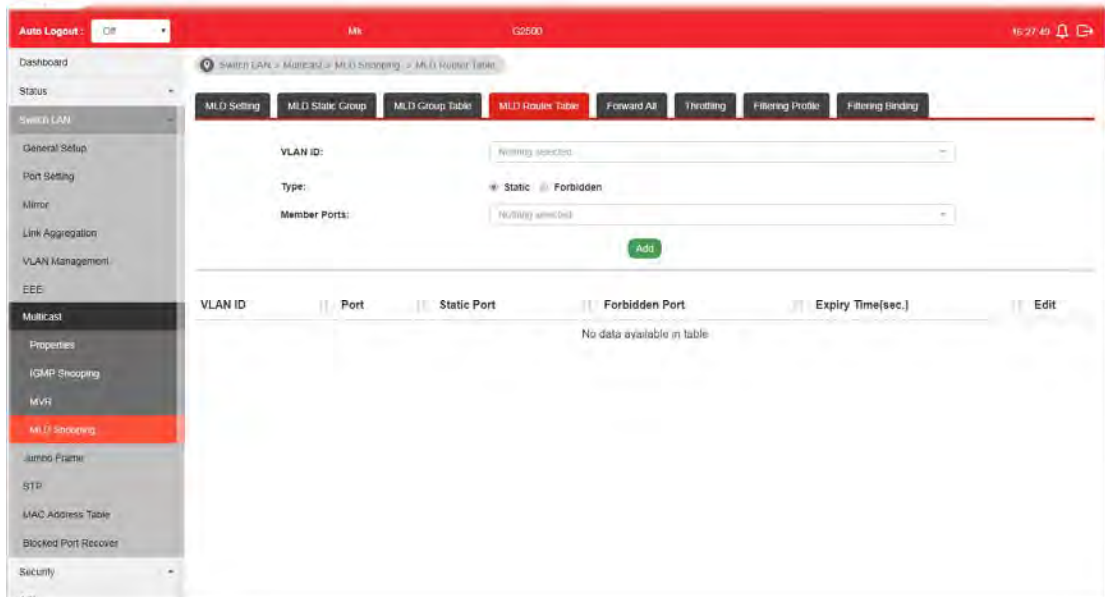 Auto Logout : Off Mk G2500 16:27:49
Dashboard
Switch LAN > Multicast > MLD Snooping > MLD Router Table
Status
MLD Setting MLD Static Group MLD Group Table MLD Router Table Forward All Throttling Filtering Profile Filtering Binding
Switch LAN
General Setup
VLAN ID: Nothing selected
Port Setting
Type: Static Forbidden
Mirror
Member Ports: Nothing selected
Link Aggregation
Add
VLAN Management
EEE
VLAN ID Port Static Port Forbidden Port Expiry Time(sec.) Edit
Multicast
No data available in table
Properties
IGMP Snooping
MVR
MLD Snooping
Jumbo Frame
STP
MAC Address Table
Blocked Port Recover
Security